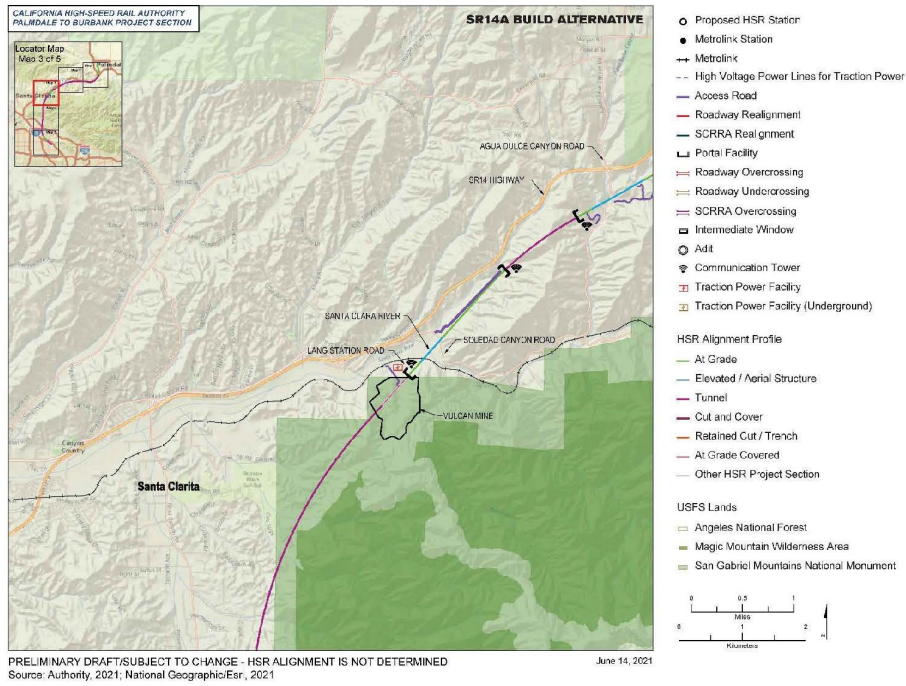 CALIFORNIA HIGH-SPEED RAIL AUTHORITY
PALMDALE TO BURBANK PROJECT SECTION
SR14A BUILD ALTERNATIVE
Locator Map
Map 3 of 5
AGUA DULCE CANYON ROAD
SR14 HIGHWAY
SANTA CLARA RIVER
SOLEDAD CANYON ROAD
LANG STATION ROAD
VULCAN MINE
Canyon
Country
Santa Clarita
Proposed HSR Station
Metrolink Station
Metrolink
High Voltage Power Lines for Traction Power
Access Road
Roadway Realignment
SCRRA Realignment
Portal Facility
Roadway Overcrossing
Roadway Undercrossing
SCRRA Overcrossing
Intermediate Window
Adit
Communication Tower
Traction Power Facility
Traction Power Facility (Underground)
HSR Alignment Profile
At Grade
Elevated / Aerial Structure
Tunnel
Cut and Cover
Retained Cut / Trench
At Grade Covered
Other HSR Project Section
USFS Lands
Angeles National Forest
Magic Mountain Wilderness Area
San Gabriel Mountains National Monument
0 0.5 1
Miles
0 1 2
Kilometers
PRELIMINARY DRAFT/SUBJECT TO CHANGE - HSR ALIGNMENT IS NOT DETERMINED
June 14, 2021
Source: Authority, 2021; National Geographic/Esri, 2021